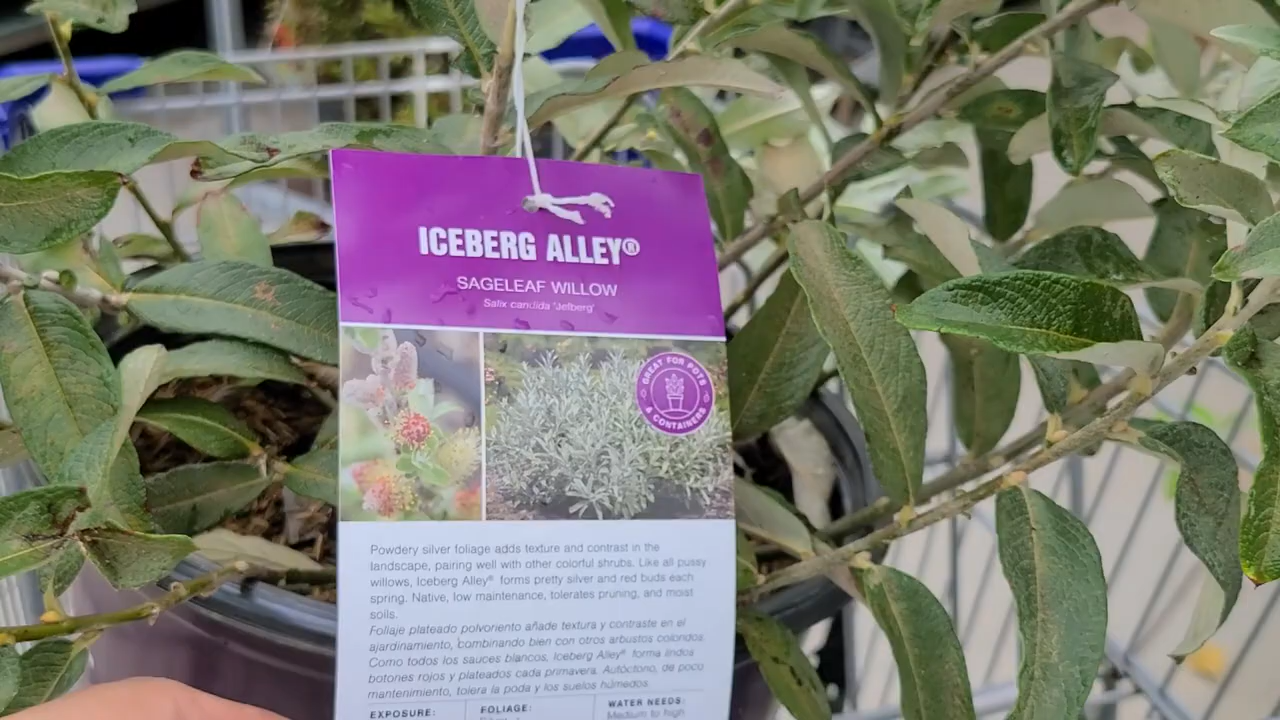 ICEBERG ALLEY®
SAGELEAF WILLOW
Salix candida 'Jefberg'
GREAT FOR POTS
& CONTAINERS
Powdery silver foliage adds texture and contrast in the
landscape, pairing well with other colorful shrubs. Like all pussy
willows, Iceberg Alley® forms pretty silver and red buds each
spring. Native, low maintenance, tolerates pruning, and moist
soils.
Follaje plateado polvoriento añade textura y contraste en el
ajardinamiento, combinando bien con otros arbustos coloridos.
Como todos los sauces blancos, Iceberg Alley® forma lindos
botones rojos y plateados cada primavera. Autóctono, de poco
mantenimiento, tolera la poda y los suelos húmedos.
EXPOSURE:
FOLIAGE:
WATER NEEDS:
Medium to high